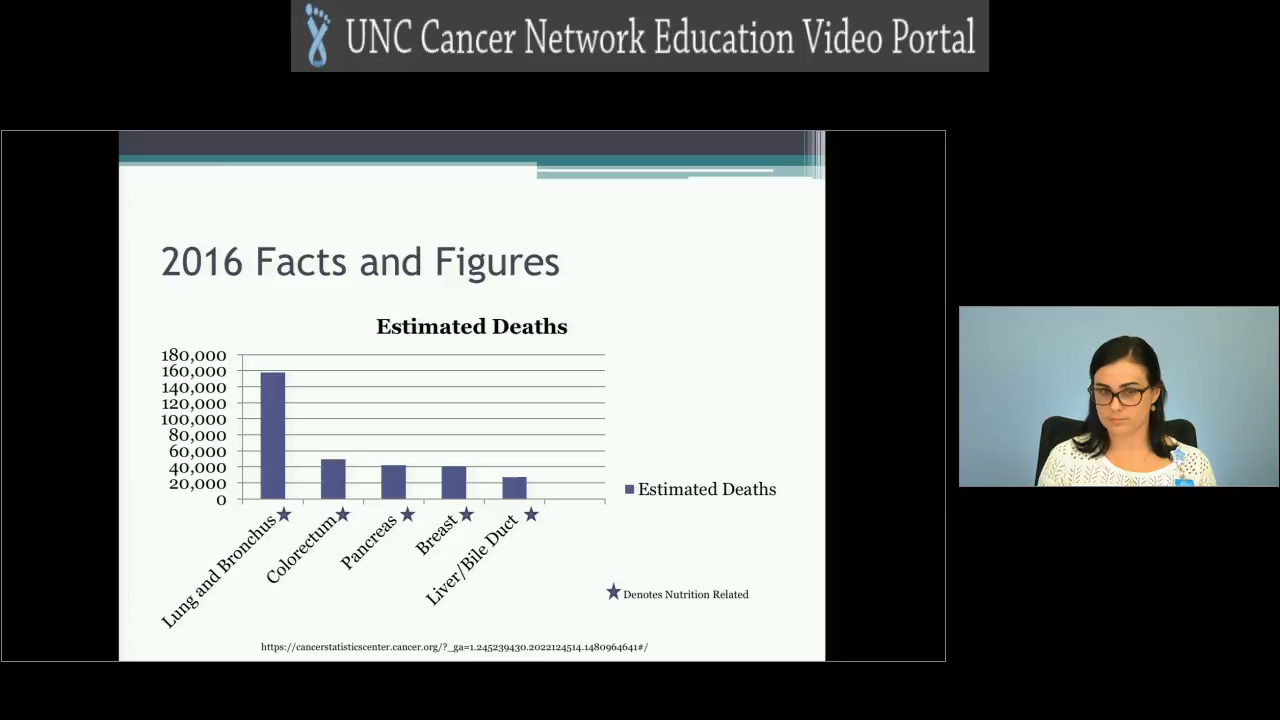 UNC Cancer Network Education Video Portal
2016 Facts and Figures
Estimated Deaths
180,000
160,000
140,000
120,000
100,000
80,000
60,000
40,000
20,000
0
Lung and Bronchus
Colorectum
Pancreas
Breast
Liver/Bile Duct
Estimated Deaths
Denotes Nutrition Related
https://cancerstatisticscenter.cancer.org/?_ga=1.245239430.2022124514.1480964641#/